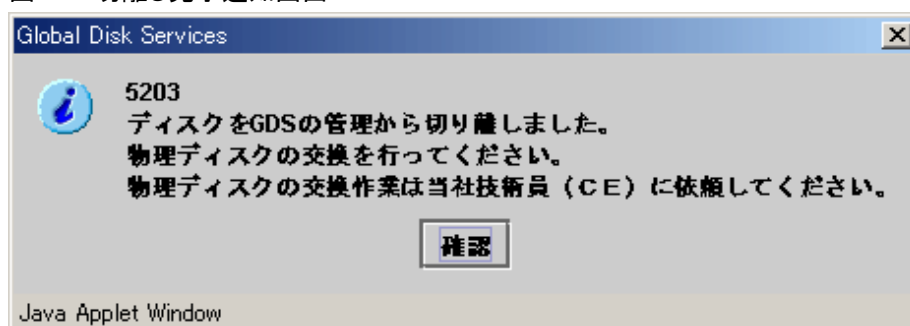 Global Disk Services
5203
ディスクをGDSの管理から切り離しました。
物理ディスクの交換を行ってください。
物理ディスクの交換作業は当社技術員（ＣＥ）に依頼してください。
確認
Java Applet Window